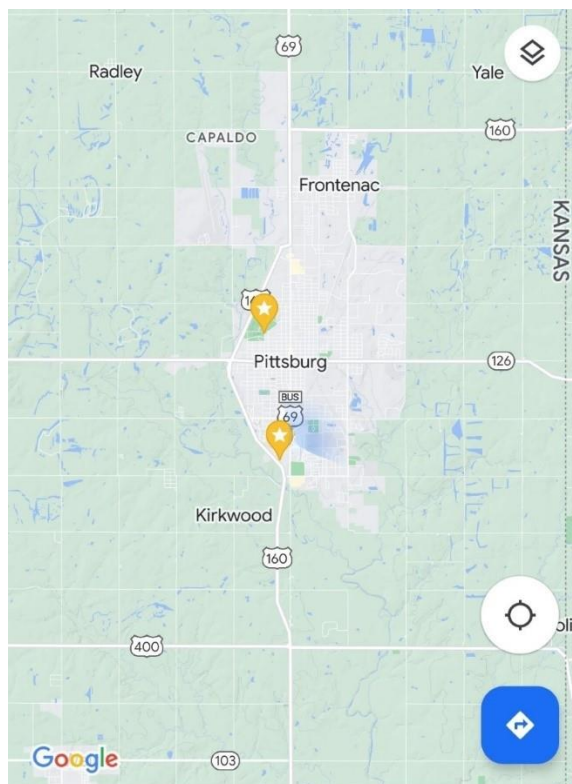 69
Radley
Yale
160
CAPALDO
Frontenac
KANSAS
Pittsburg
126
BUS
69
Kirkwood
160
400
Google
103